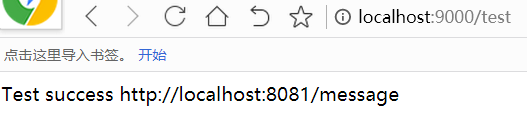 localhost:9000/test
点击这里导入书签。 开始
Test success http://localhost:8081/message